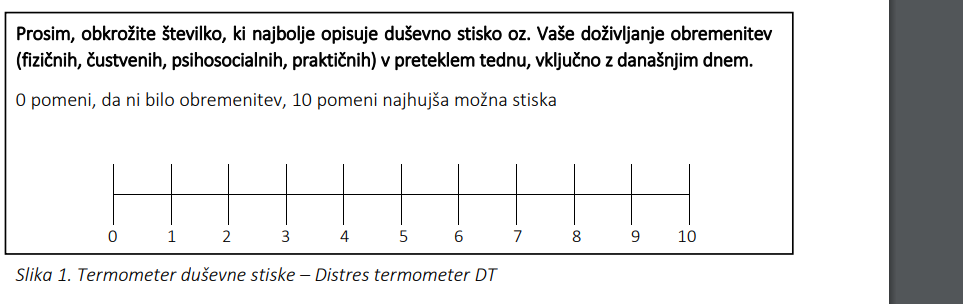 Prosim, obkrožite številko, ki najbolje opisuje duševno stisko oz. Vaše doživljanje obremenitev
(fizičnih, čustvenih, psihosocialnih, praktičnih) v preteklem tednu, vključno z današnjim dnem.
0 pomeni, da ni bilo obremenitev, 10 pomeni najhujša možna stiska
0 1 2 3 4 5 6 7 8 9 10
Slika 1. Termometer duševne stiske – Distres termometer DT